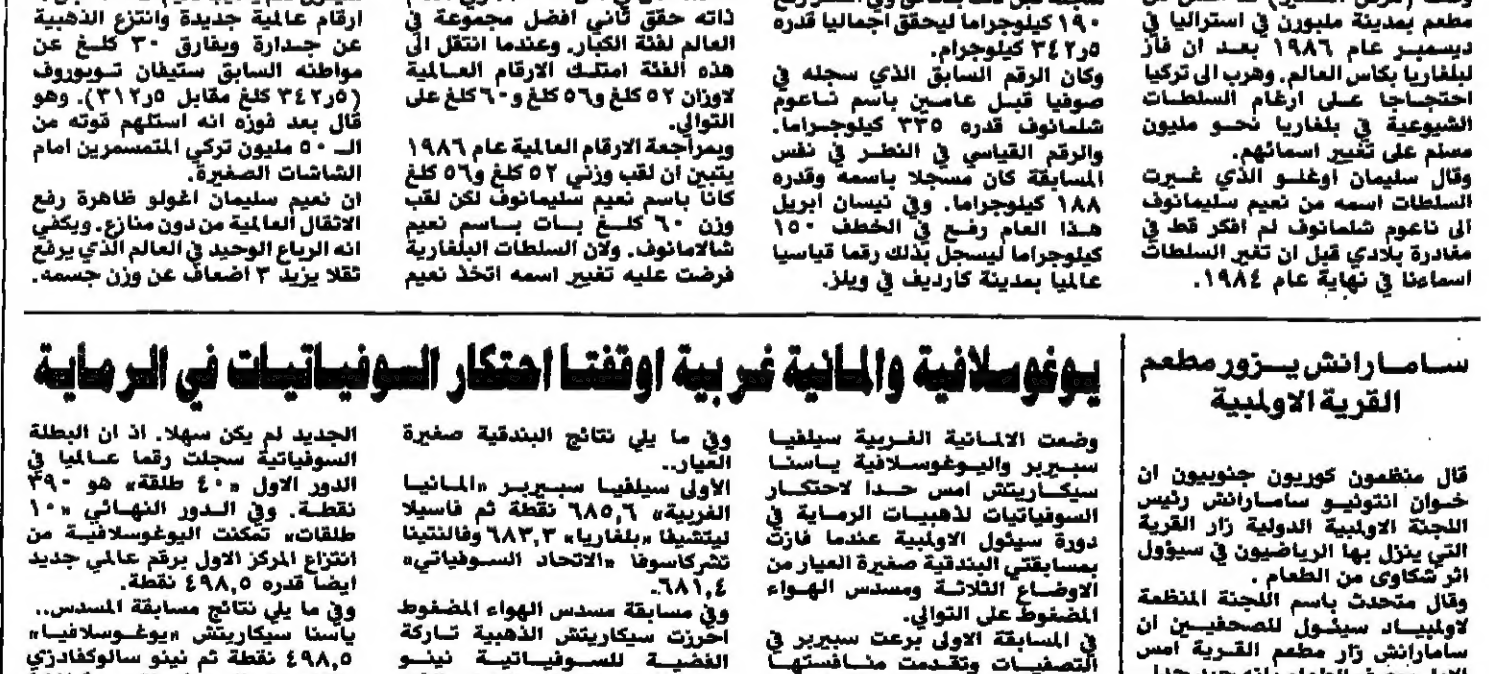 مطعم بمدينة ملبورن في استراليا في
ديسمبر عام ١٩٨٦ بعد ان فاز
لبلغاريا بكاس العالم. وهرب الى تركيا
احتجاجا على ارغام السلطات
الشيوعية في بلغاريا نحو مليون
مسلم على تغيير اسمائهم.
وقال سليمان اوغلو الذي غيرت
السلطات اسمه من نعيم سليمانوف
الى ناعوم شلمانوف لم افكر قط في
مغادرة بلادي قبل ان تغير السلطات
اسماءنا في نهاية عام ١٩٨٤.
١٩٠ كيلوجراما ليحقق اجماليا قدره
٣٤٢ر٥ كيلوجرام.
وكان الرقم السابق الذي سجله في
صوفيا قبل عامين باسم ناعوم
شلمانوف قدره ٣٣٥ كيلوجراما.
والرقم القياسي في النطر في نفس
المسابقة كان مسجلا باسمه وقدره
١٨٨ كيلوجراما. وفي نيسان ابريل
هذا العام رفع في الخطف ١٥٠
كيلوجراما ليسجل بذلك رقما قياسيا
عالميا بمدينة كارديف في ويلز.
ذاته حقق ثاني افضل مجموعة في
العالم لفئة الكبار. وعندما انتقل الى
هذه الفئة امتلك الارقام العالمية
لاوزان ٥٢ كلغ و٥٦ كلغ و٦٠ كلغ على
التوالي.
وبمراجعة الارقام العالمية عام ١٩٨٦
يتبين ان لقب وزني ٥٢ كلغ و٥٦ كلغ
كانا باسم نعيم سليمانوف لكن لقب
وزن ٦٠ كلغ بات باسم نعيم
شالامانوف. ولان السلطات البلغارية
فرضت عليه تغيير اسمه اتخذ نعيم
ارقام عالمية جديدة وانتزع الذهبية
عن جدارة وبفارق ٣٠ كلغ عن
مواطنه السابق ستيفان توبوروف
(٣٤٢ر٥ كلغ مقابل ٣١٢ر٥). وهو
قال بعد فوزه انه استلهم قوته من
الـ ٥٠ مليون تركي المتمسمرين امام
الشاشات الصغيرة.
ان نعيم سليمان اغولو ظاهرة رفع
الاثقال العالمية من دون منازع. ويكفي
انه الرباع الوحيد في العالم الذي يرفع
ثقلا يزيد ٣ اضعاف عن وزن جسمه.
سامارانش يزور مطعم
القرية الاولمبية
قال منظمون كوريون جنوبيون ان
خوان انتونيو سامارانش رئيس
اللجنة الاولمبية الدولية زار القرية
التي ينزل بها الرياضيون في سيؤول
اثر شكاوى من الطعام .
وقال متحدث باسم اللجنة المنظمة
لاولمبياد سيئول للصحفيين ان
سامارانش زار مطعم القرية امس
يوغوسلافية والمانية غربية اوقفتا احتكار السوفياتيات في الرماية
وضعت الالمانية الغربية سيلفيا
سبيربر واليوغوسلافية ياسنا
سيكاريتش امس حدا لاحتكار
السوفياتيات لذهبيات الرماية في
دورة سيئول الاولمبية عندما فازتا
بمسابقتي البندقية صغيرة العيار من
الاوضاع الثلاثة ومسدس الهواء
المضغوط على التوالي.
في المسابقة الاولى برعت سبيربر في
التصفيات وتقدمت منافستها
وفي ما يلي نتائج البندقية صغيرة
العيار..
الاولى سيلفيا سبيربر «المانيا
الغربية» ٦٨٥,٦ نقطة ثم فاسيلا
ليتشيفا «بلغاريا» ٦٨٣,٣ وفالنتينا
تشركاسوفا «الاتحاد السوفياتي»
٦٨١,٤.
وفي مسابقة مسدس الهواء المضغوط
احرزت سيكاريتش الذهبية تاركة
الفضية للسوفياتية نينو
الجديد لم يكن سهلا. اذ ان البطلة
السوفياتية سجلت رقما عالميا في
الدور الاول «٤٠ طلقة» هو ٣٩٠
نقطة. وفي الدور النهائي «١٠
طلقات» تمكنت اليوغوسلافية من
انتزاع المركز الاول برقم عالمي جديد
ايضا قدره ٤٩٨,٥ نقطة.
وفي ما يلي نتائج مسابقة المسدس..
ياسنا سيكاريتش «يوغوسلافيا»
٤٩٨,٥ نقطة ثم نينو سالوكفادزي